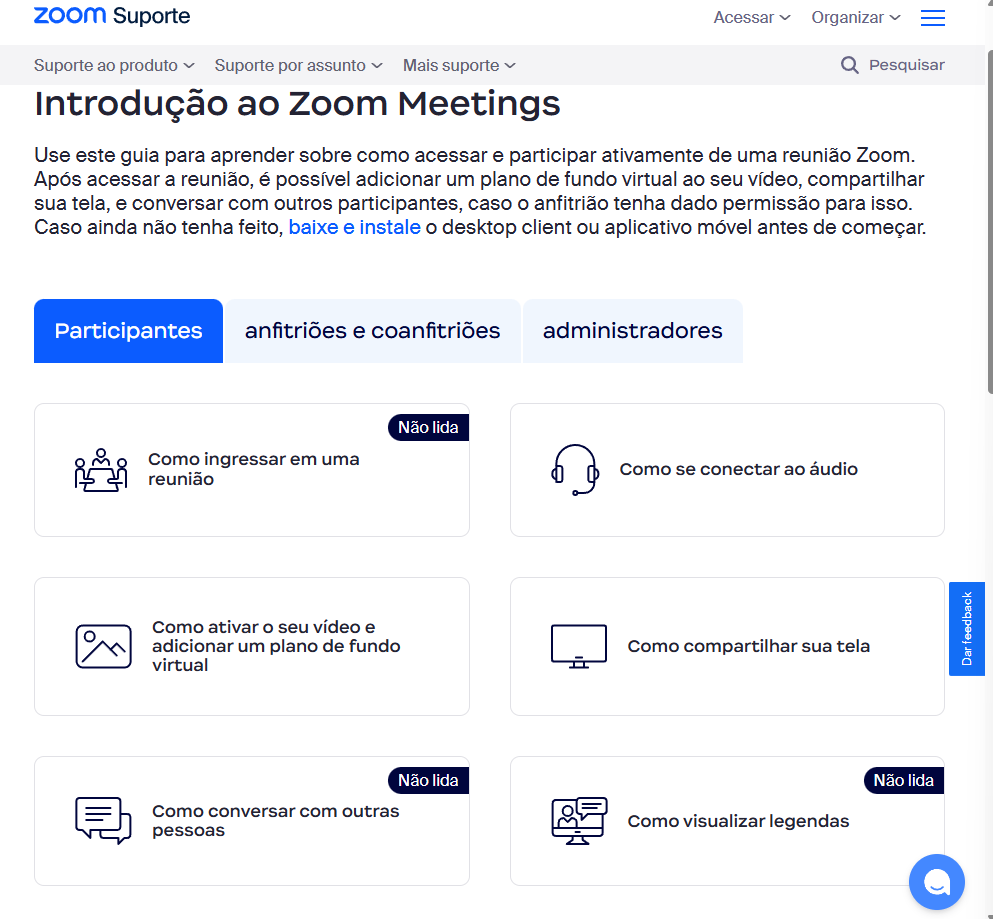 zoom Suporte
Acessar
Organizar
Suporte ao produto
Suporte por assunto
Mais suporte
Pesquisar
Introdução ao Zoom Meetings
Use este guia para aprender sobre como acessar e participar ativamente de uma reunião Zoom.
Após acessar a reunião, é possível adicionar um plano de fundo virtual ao seu vídeo, compartilhar
sua tela, e conversar com outros participantes, caso o anfitrião tenha dado permissão para isso.
Caso ainda não tenha feito, baixe e instale o desktop client ou aplicativo móvel antes de começar.
Participantes
anfitriões e coanfitriões
administradores
Não lida
Como ingressar em uma
reunião
Como se conectar ao áudio
Como ativar o seu vídeo e
adicionar um plano de fundo
virtual
Como compartilhar sua tela
Dar feedback
Não lida
Como conversar com outras
pessoas
Não lida
Como visualizar legendas